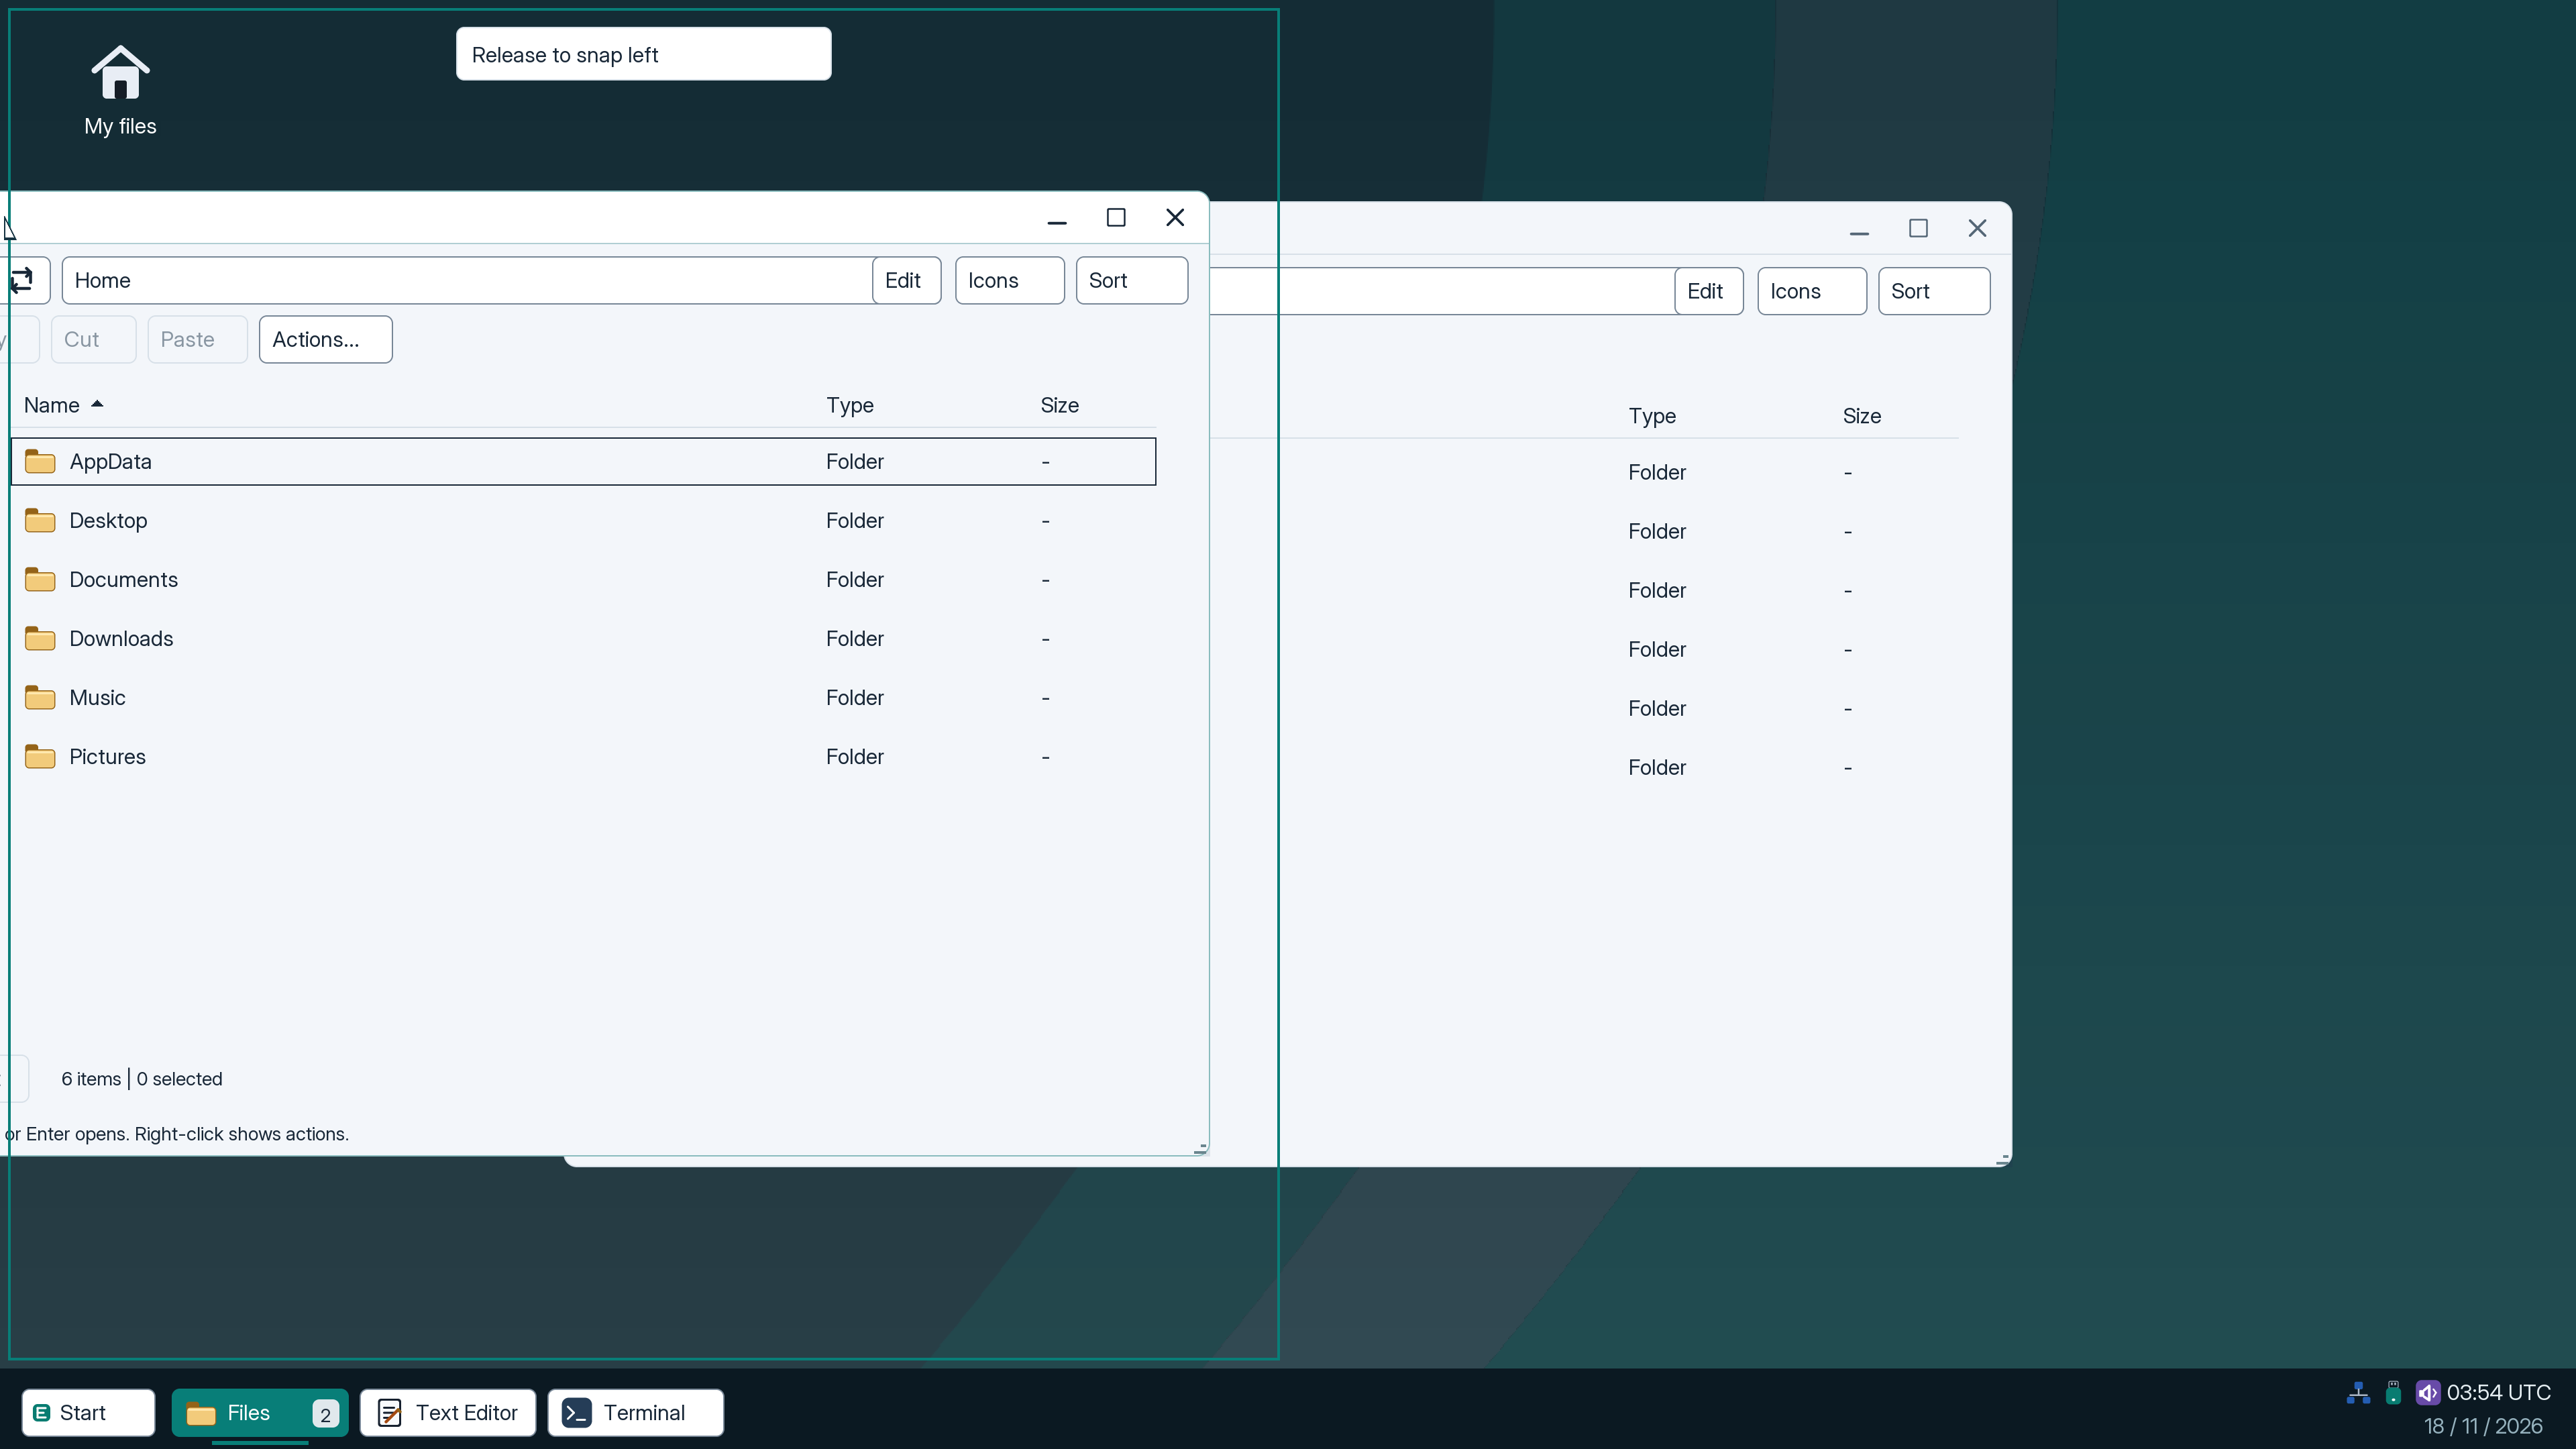 Release to snap left
My files
Home
Edit
Icons
Sort
Edit
Icons
Sort
Cut
Paste
Actions...
Name
Type
Size
Type
Size
AppData
Folder
-
Folder
-
Desktop
Folder
-
Folder
-
Documents
Folder
-
Folder
-
Downloads
Folder
-
Folder
-
Music
Folder
-
Folder
-
Pictures
Folder
-
Folder
-
6 items | 0 selected
or Enter opens. Right-click shows actions.
Start
Files
2
Text Editor
Terminal
03:54 UTC
18 / 11 / 2026